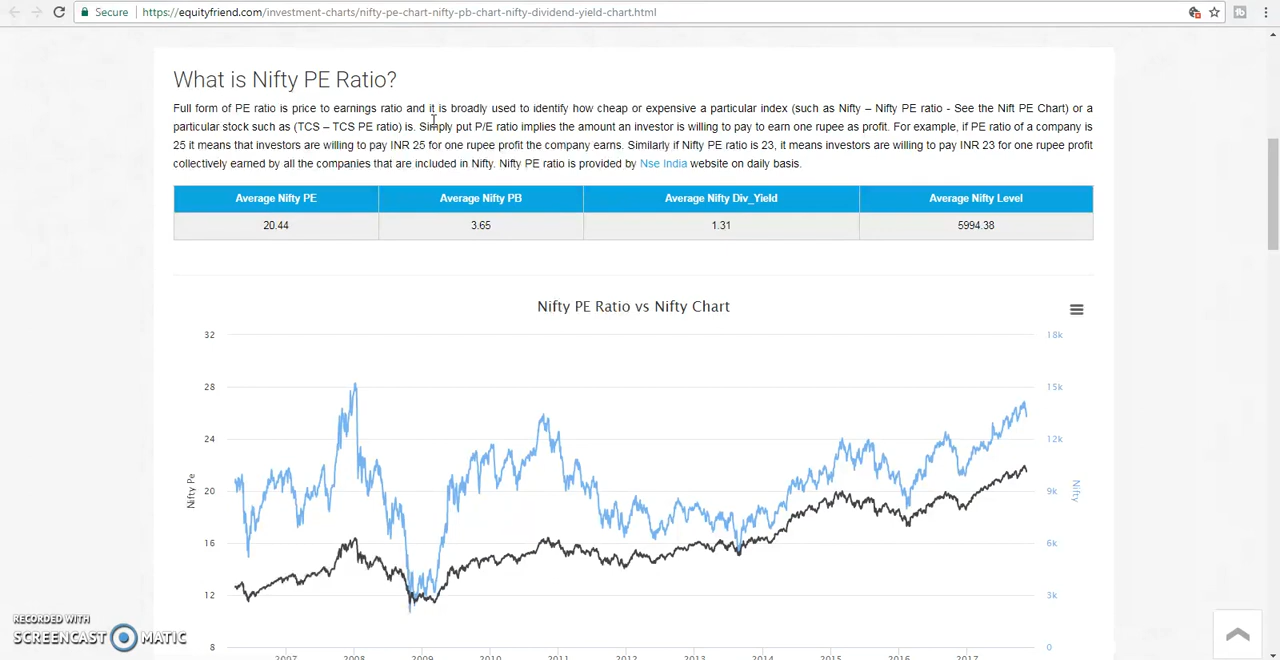 Secure | https://equityfriend.com/investment-charts/nifty-pe-chart-nifty-pb-chart-nifty-dividend-yield-chart.html
What is Nifty PE Ratio?
Full form of PE ratio is price to earnings ratio and it is broadly used to identify how cheap or expensive a particular index (such as Nifty – Nifty PE ratio - See the Nift PE Chart) or a
particular stock such as (TCS – TCS PE ratio) is. Simply put P/E ratio implies the amount an investor is willing to pay to earn one rupee as profit. For example, if PE ratio of a company is
25 it means that investors are willing to pay INR 25 for one rupee profit the company earns. Similarly if Nifty PE ratio is 23, it means investors are willing to pay INR 23 for one rupee profit
collectively earned by all the companies that are included in Nifty. Nifty PE ratio is provided by Nse India website on daily basis.
Average Nifty PE Average Nifty PB Average Nifty Div_Yield Average Nifty Level
20.44 3.65 1.31 5994.38
Nifty PE Ratio vs Nifty Chart
32 18k
28 15k
24 12k
20 9k
16 6k
12 3k
8 0
Nifty Pe
Nifty
2007 2008 2009 2010 2011 2012 2013 2014 2015 2016 2017
RECORDED WITH
SCREENCAST MATIC